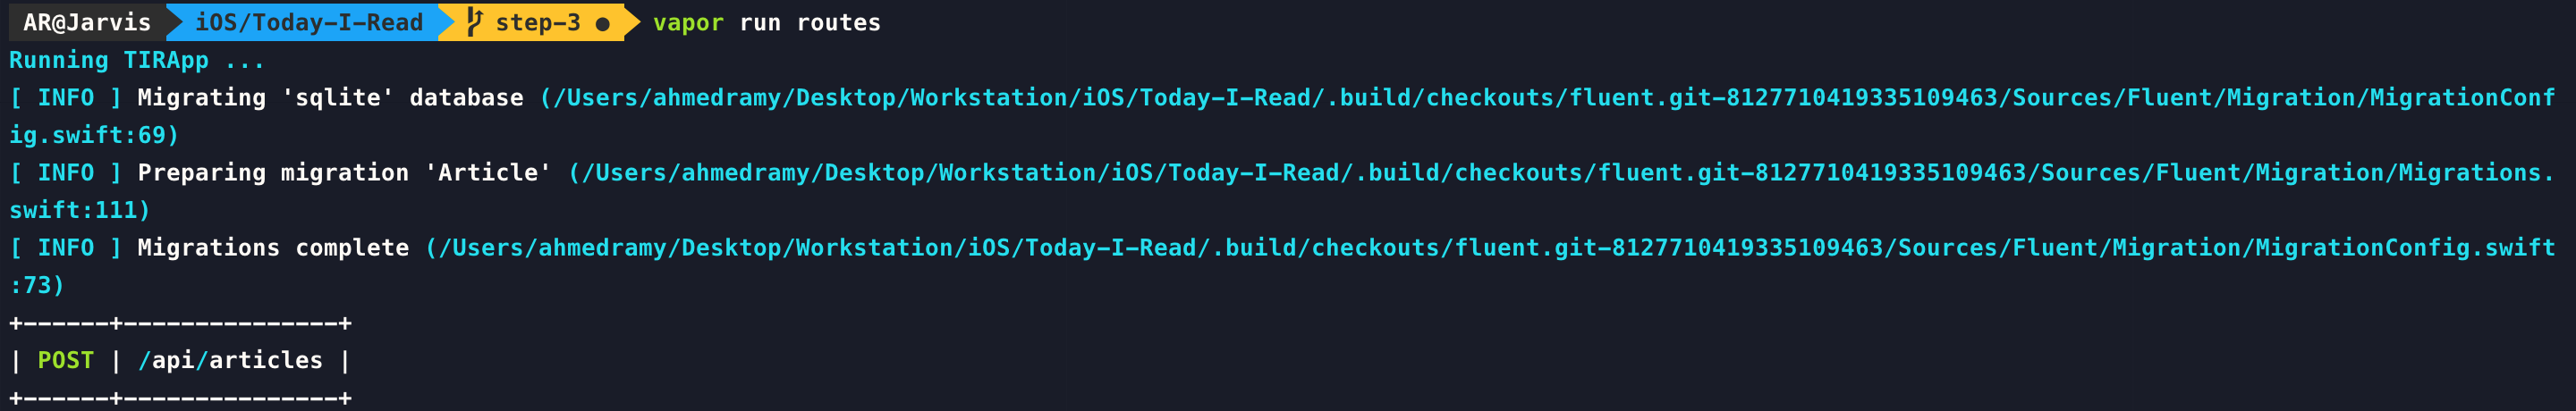 AR@Jarvis iOS/Today-I-Read step-3 ● vapor run routes
Running TIRApp ...
[ INFO ] Migrating 'sqlite' database (/Users/ahmedramy/Desktop/Workstation/iOS/Today-I-Read/.build/checkouts/fluent.git-8127710419335109463/Sources/Fluent/Migration/MigrationConf
ig.swift:69)
[ INFO ] Preparing migration 'Article' (/Users/ahmedramy/Desktop/Workstation/iOS/Today-I-Read/.build/checkouts/fluent.git-8127710419335109463/Sources/Fluent/Migration/Migrations.
swift:111)
[ INFO ] Migrations complete (/Users/ahmedramy/Desktop/Workstation/iOS/Today-I-Read/.build/checkouts/fluent.git-8127710419335109463/Sources/Fluent/Migration/MigrationConfig.swift
:73)
+------+---------------+
| POST | /api/articles |
+------+---------------+